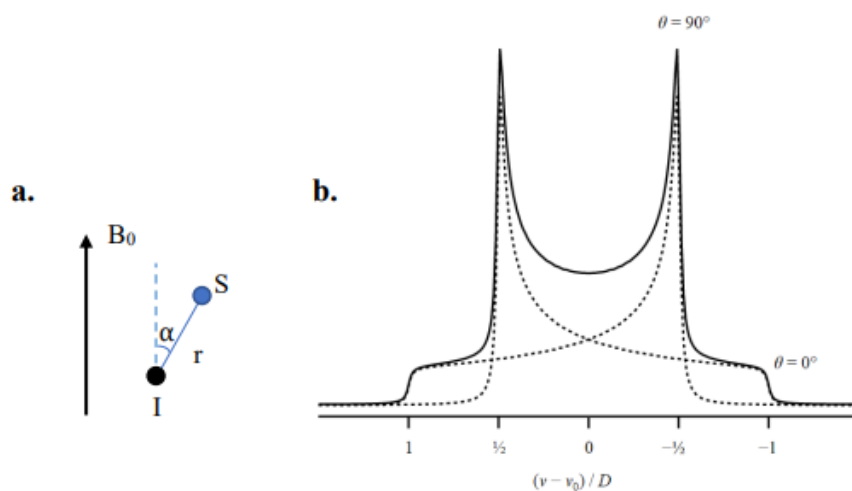 a.
B₀
S
α
r
I
b.
θ = 90°
θ = 0°
1 ½ 0 −½ −1
(ν − ν₀) / D